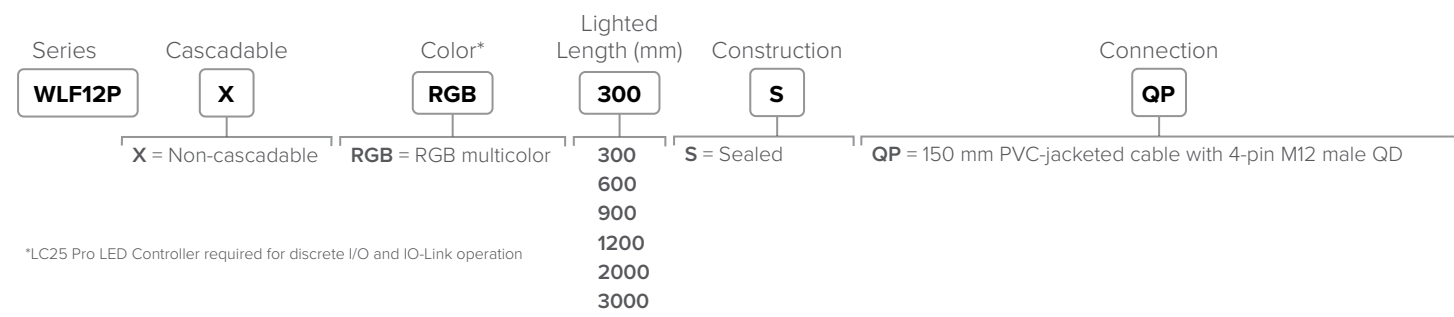 Series Cascadable Color* Lighted Length (mm) Construction Connection
WLF12P X RGB 300 S QP
X = Non-cascadable RGB = RGB multicolor 300 S = Sealed QP = 150 mm PVC-jacketed cable with 4-pin M12 male QD
600
900
*LC25 Pro LED Controller required for discrete I/O and IO-Link operation
1200
2000
3000